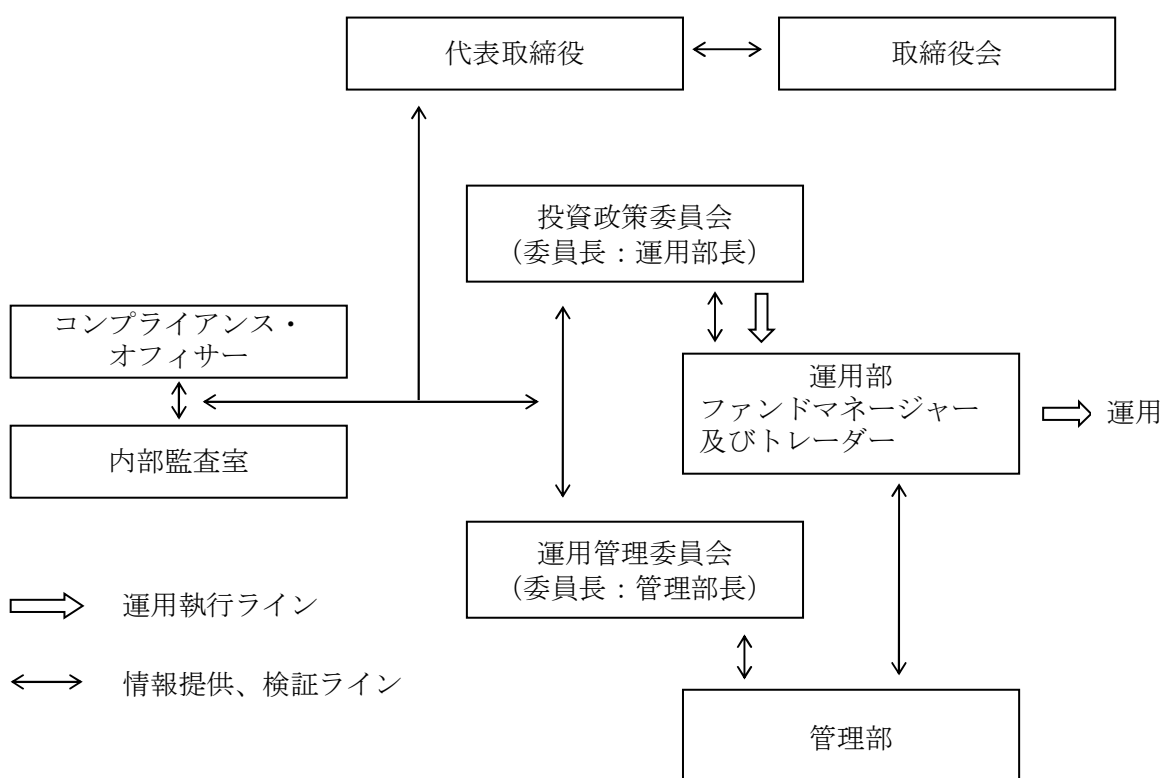 代表取締役
取締役会
投資政策委員会
(委員長:運用部長)
コンプライアンス・
オフィサー
運用部
ファンドマネージャー
及びトレーダー
運用
内部監査室
運用管理委員会
(委員長:管理部長)
運用執行ライン
情報提供、検証ライン
管理部